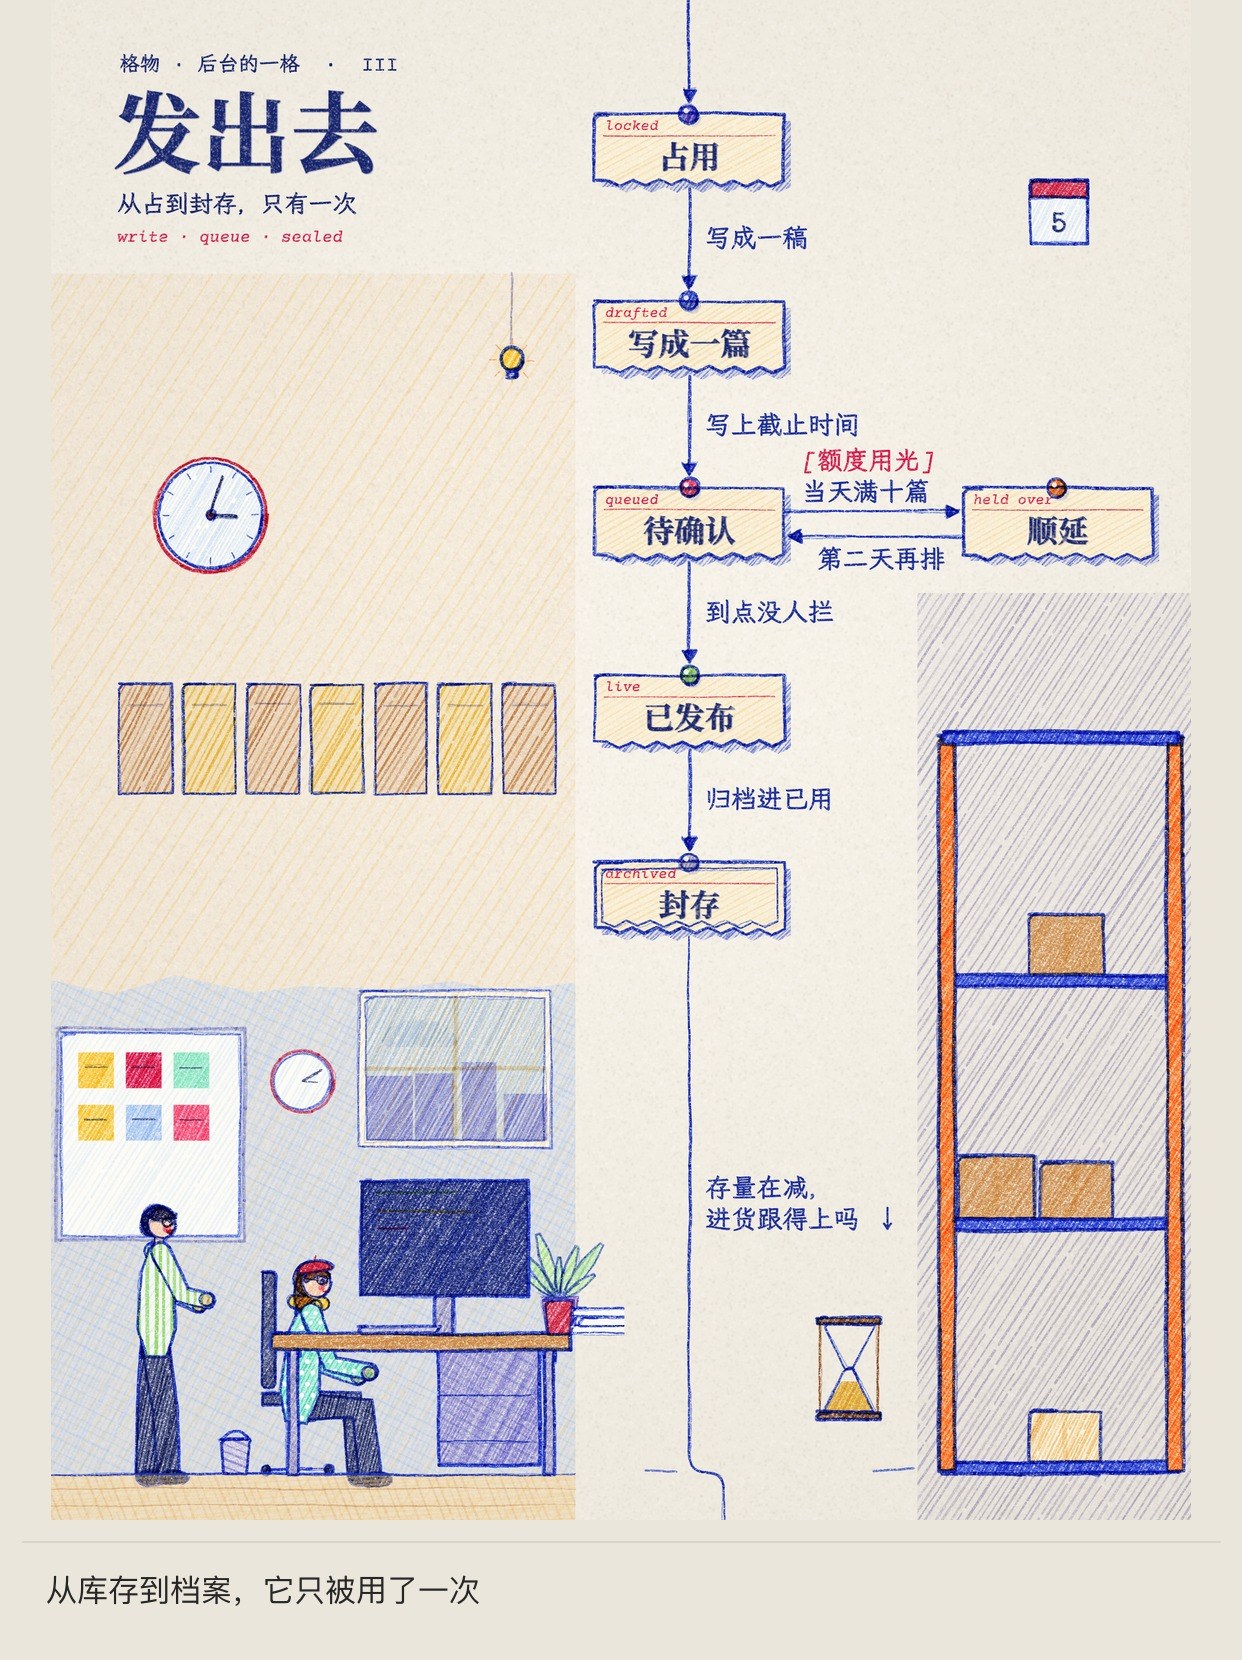 格物 · 后台的一格 · III
发出去
从占到封存，只有一次
write · queue · sealed
locked
占用
写成一稿
5
drafted
写成一篇
写上截止时间
[额度用光]
当天满十篇
queued
待确认
held over
顺延
第二天再排
到点没人拦
live
已发布
归档进已用
archived
封存
存量在减，
进货跟得上吗 ↓
从库存到档案，它只被用了一次